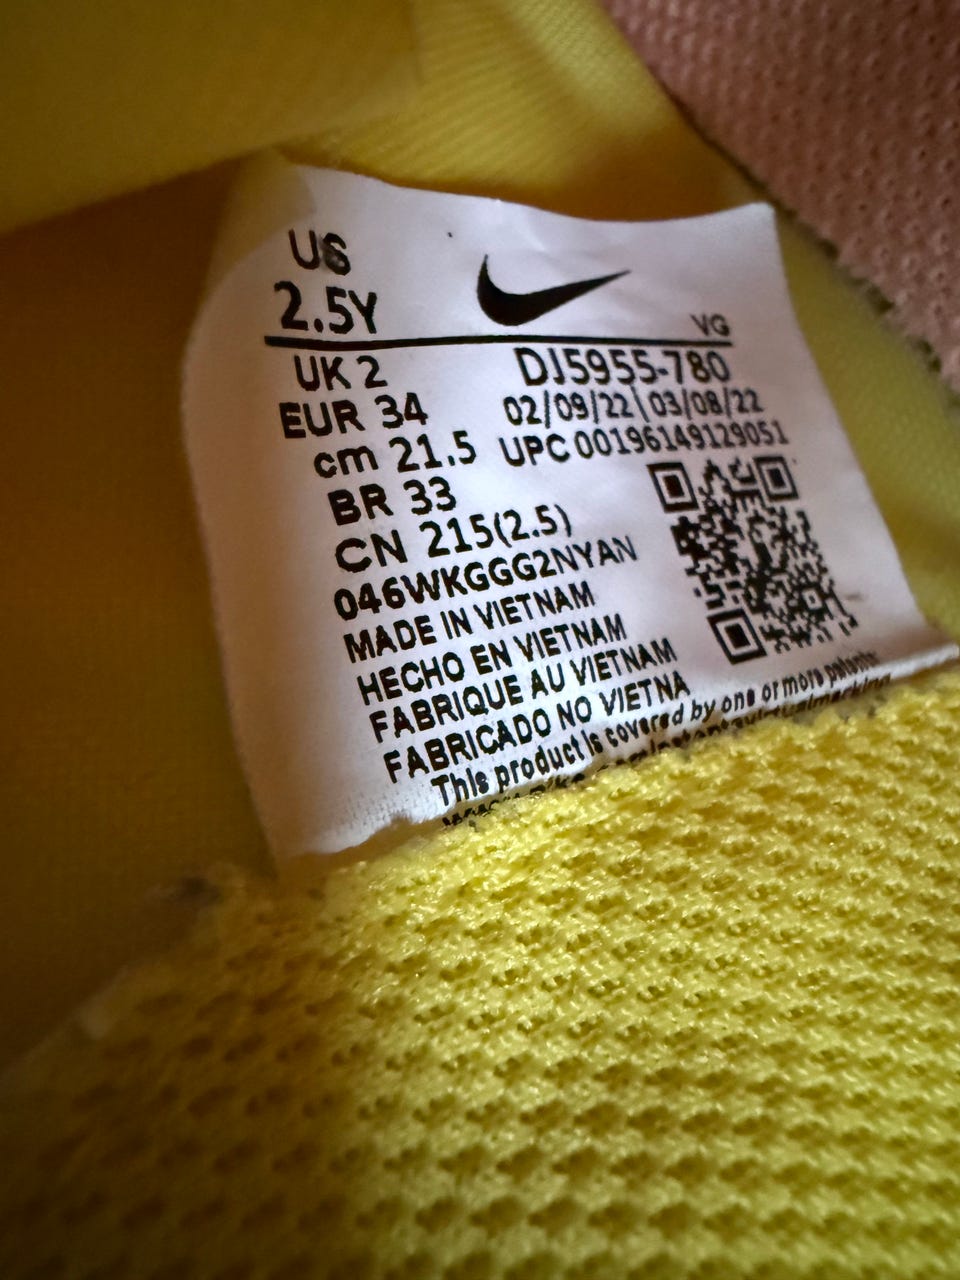 US
2.5Y
VG
UK 2 DJ5955-780
EUR 34 02/09/22 | 03/08/22
cm 21.5 UPC 00196149129051
BR 33
CN 215(2.5)
046WKGGG2NYAN
MADE IN VIETNAM
HECHO EN VIETNAM
FABRIQUE AU VIETNAM
FABRICADO NO VIETNA
This product is covered by one or more patents: